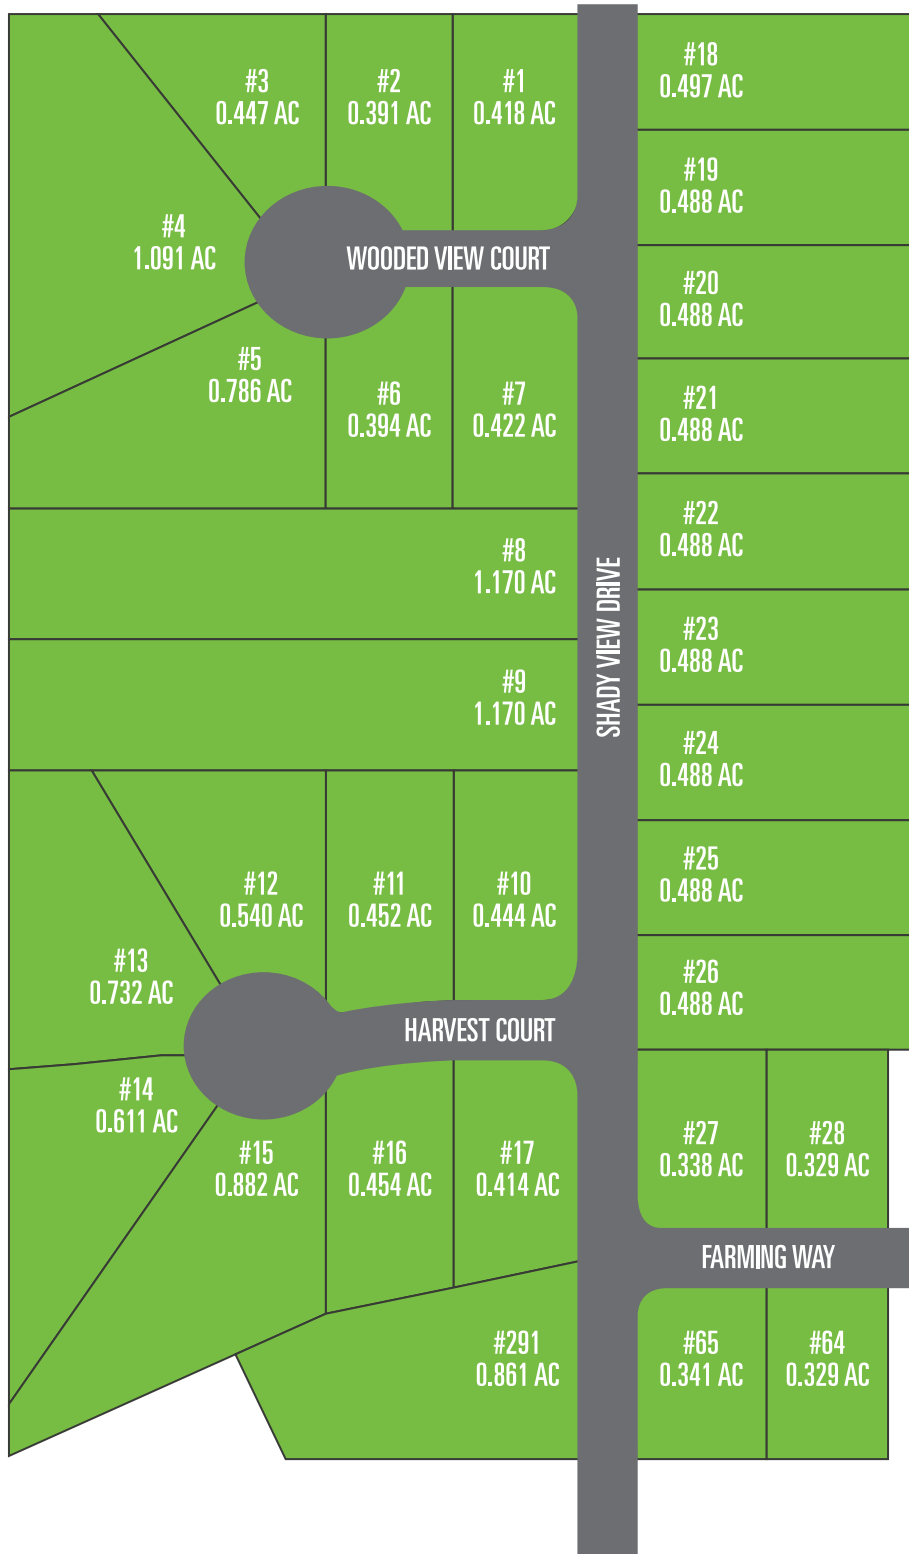 #3
0.447 AC
#2
0.391 AC
#1
0.418 AC
#4
1.091 AC
WOODED VIEW COURT
#5
0.786 AC
#6
0.394 AC
#7
0.422 AC
#8
1.170 AC
#9
1.170 AC
#12
0.540 AC
#11
0.452 AC
#10
0.444 AC
#13
0.732 AC
HARVEST COURT
#14
0.611 AC
#15
0.882 AC
#16
0.454 AC
#17
0.414 AC
#291
0.861 AC
SHADY VIEW DRIVE
#18
0.497 AC
#19
0.488 AC
#20
0.488 AC
#21
0.488 AC
#22
0.488 AC
#23
0.488 AC
#24
0.488 AC
#25
0.488 AC
#26
0.488 AC
#27
0.338 AC
#28
0.329 AC
FARMING WAY
#65
0.341 AC
#64
0.329 AC